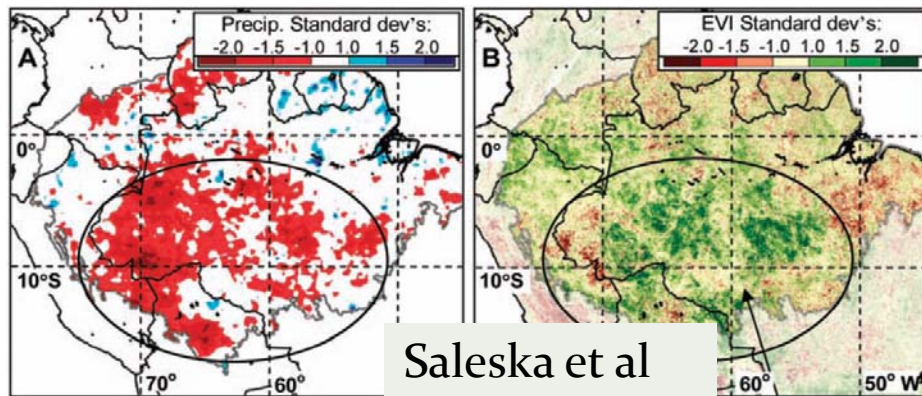 A
Precip. Standard dev's:
-2.0 -1.5 -1.0 1.0 1.5 2.0
0°
10°S
70° 60°
B
EVI Standard dev's:
-2.0 -1.5 -1.0 1.0 1.5 2.0
0°
10°S
60° 50° W
Saleska et al